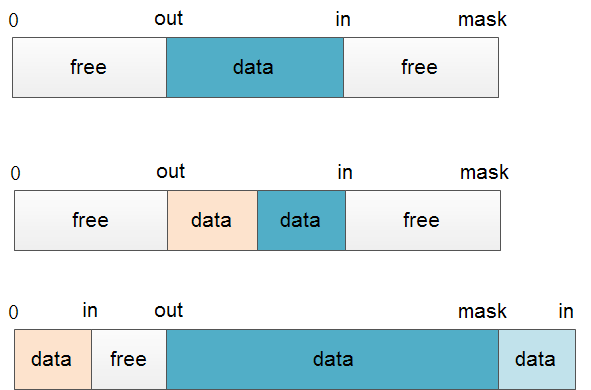 0 out in mask
free data free
0 out in mask
free data data free
0 in out mask in
data free data data